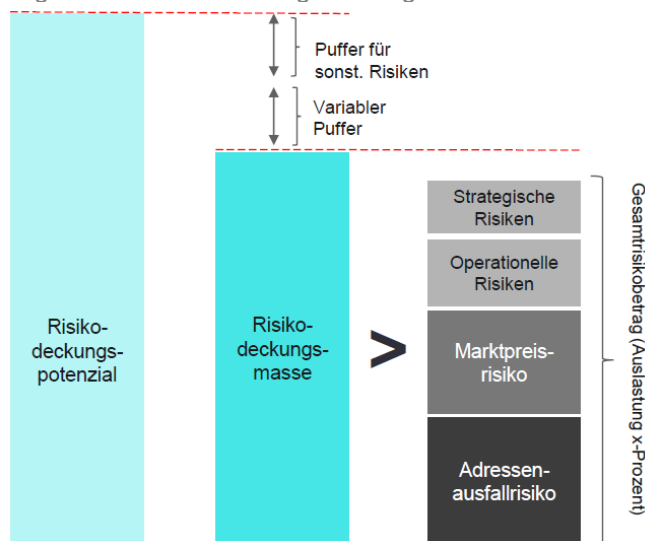 Puffer für
sonst. Risiken
Variabler
Puffer
Risiko-
deckungs-
potenzial
Risiko-
deckungs-
masse
>
Strategische
Risiken
Operationelle
Risiken
Marktpreis-
risiko
Adressen-
ausfallrisiko
Gesamtrisikobetrag (Auslastung x-Prozent)